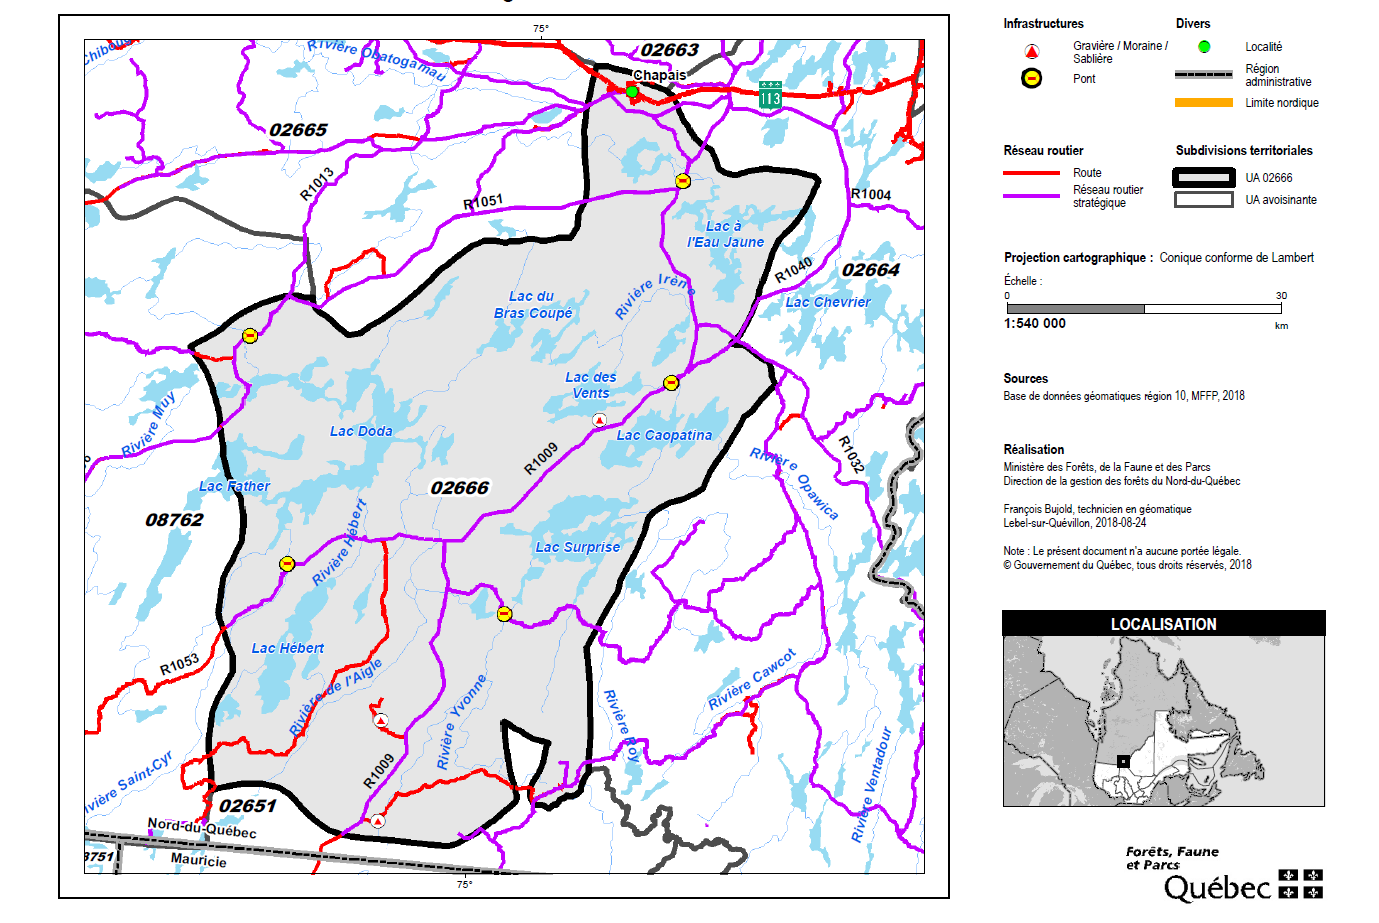 75°
Rivière Obatogamau
02663
Chapais
113
02665
R1013
R1051
R1004
Lac à
l'Eau Jaune
R1040
02664
Lac Chevrier
Rivière Irène
Lac du
Bras Coupé
Lac des
Vents
Rivière Muy
Lac Doda
Lac Caopatina
R1009
R1032
Rivière Opawica
Lac Father
02666
08762
Rivière Hébert
Lac Surprise
Lac Hébert
R1053
Rivière de l'Aigle
Rivière Cawcot
Rivière Yvonne
Rivière Roy
Rivière Ventadour
R1009
ivière Saint-Cyr
02651
Nord-du-Québec
Mauricie
3751
75°
Infrastructures
Gravière / Moraine /
Sablière
Pont
Divers
Localité
Région
administrative
Limite nordique
Réseau routier
Route
Réseau routier
stratégique
Subdivisions territoriales
UA 02666
UA avoisinante
Projection cartographique : Conique conforme de Lambert
Échelle :
0 30
1:540 000 km
Sources
Base de données géomatiques région 10, MFFP, 2018
Réalisation
Ministère des Forêts, de la Faune et des Parcs
Direction de la gestion des forêts du Nord-du-Québec
François Bujold, technicien en géomatique
Lebel-sur-Quévillon, 2018-08-24
Note : Le présent document n'a aucune portée légale.
© Gouvernement du Québec, tous droits réservés, 2018
LOCALISATION
Forêts, Faune
et Parcs
Québec